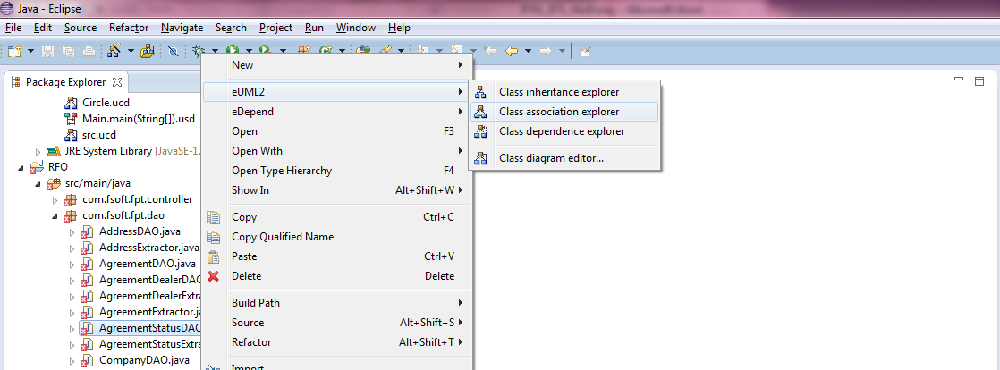 Java - Eclipse
File Edit Source Refactor Navigate Search Project Run Window Help
Package Explorer
Circle.ucd
Main.main(String[]).usd
src.ucd
JRE System Library [JavaSE-1.
RFO
src/main/java
com.fsoft.fpt.controller
com.fsoft.fpt.dao
AddressDAO.java
AddressExtractor.java
AgreementDAO.java
AgreementDealerDAO
AgreementDealerExtra
AgreementExtractor.ja
AgreementStatusDAO
AgreementStatusExtra
CompanyDAO.java
New
eUML2
eDepend
Open F3
Open With
Open Type Hierarchy F4
Show In Alt+Shift+W
Copy Ctrl+C
Copy Qualified Name
Paste Ctrl+V
Delete Delete
Build Path
Source Alt+Shift+S
Refactor Alt+Shift+T
Import
Class inheritance explorer
Class association explorer
Class dependence explorer
Class diagram editor...